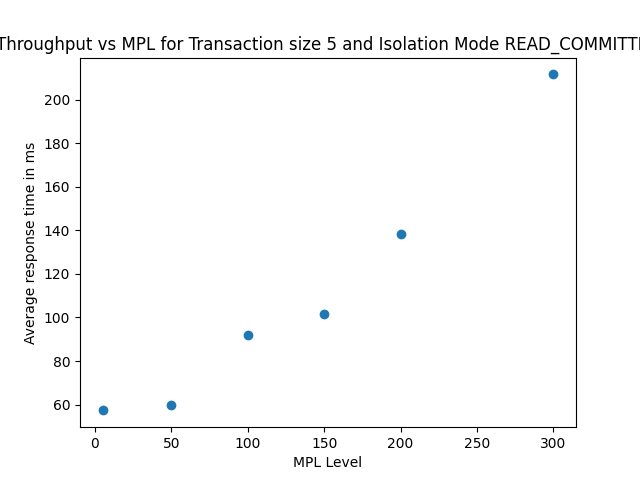 Throughput vs MPL for Transaction size 5 and Isolation Mode READ_COMMITT
Average response time in ms
200
180
160
140
120
100
80
60
0 50 100 150 200 250 300
MPL Level